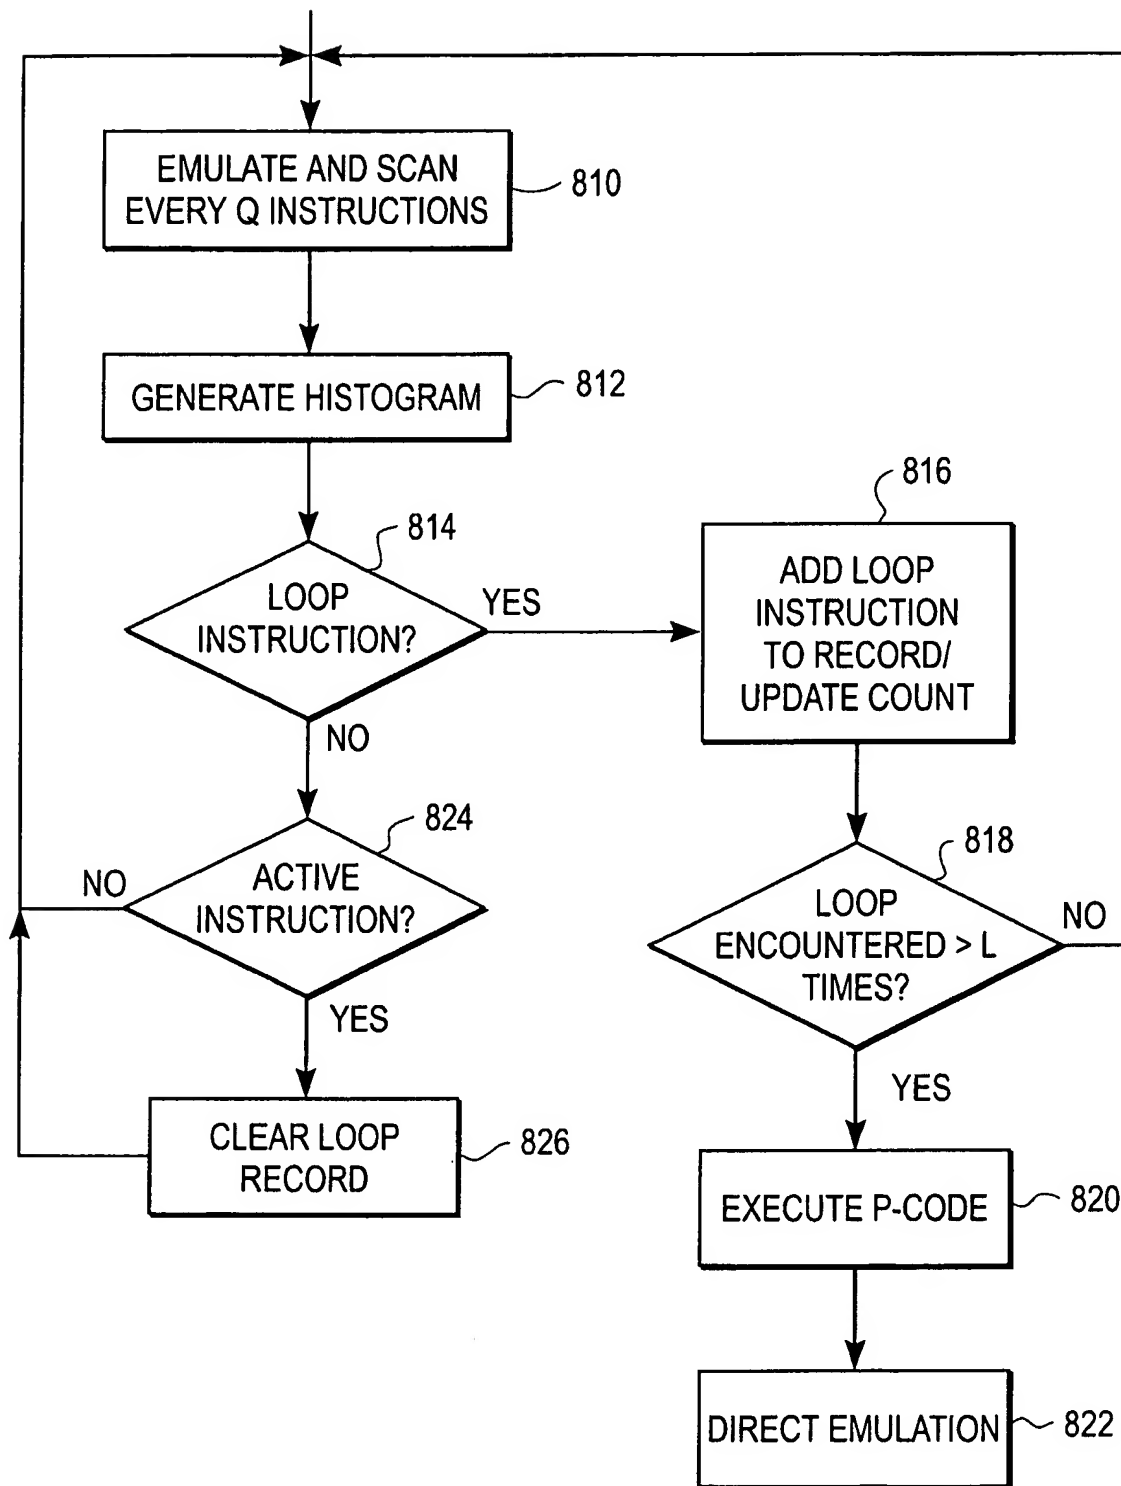 EMULATE AND SCAN
EVERY Q INSTRUCTIONS
810
GENERATE HISTOGRAM
812
814
LOOP
INSTRUCTION?
YES
NO
816
ADD LOOP
INSTRUCTION
TO RECORD/
UPDATE COUNT
824
ACTIVE
INSTRUCTION?
NO
YES
818
LOOP
ENCOUNTERED > L
TIMES?
NO
YES
CLEAR LOOP
RECORD
826
EXECUTE P-CODE
820
DIRECT EMULATION
822